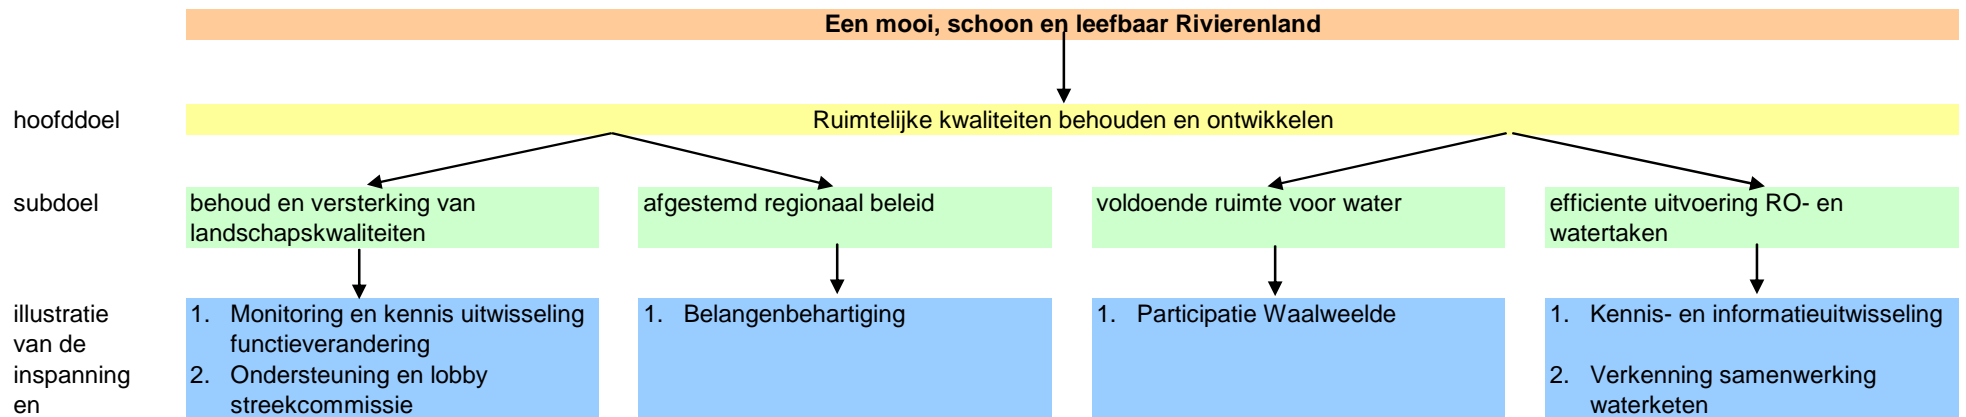 Een mooi, schoon en leefbaar Rivierenland
hoofddoel
Ruimtelijke kwaliteiten behouden en ontwikkelen
subdoel
behoud en versterking van
landschapskwaliteiten
afgestemd regionaal beleid
voldoende ruimte voor water
efficiente uitvoering RO- en
watertaken
illustratie
van de
inspanning
en
1. Monitoring en kennis uitwisseling
functieverandering
2. Ondersteuning en lobby
streekcommissie
1. Belangenbehartiging
1. Participatie Waalweelde
1. Kennis- en informatieuitwisseling
2. Verkenning samenwerking
waterketen